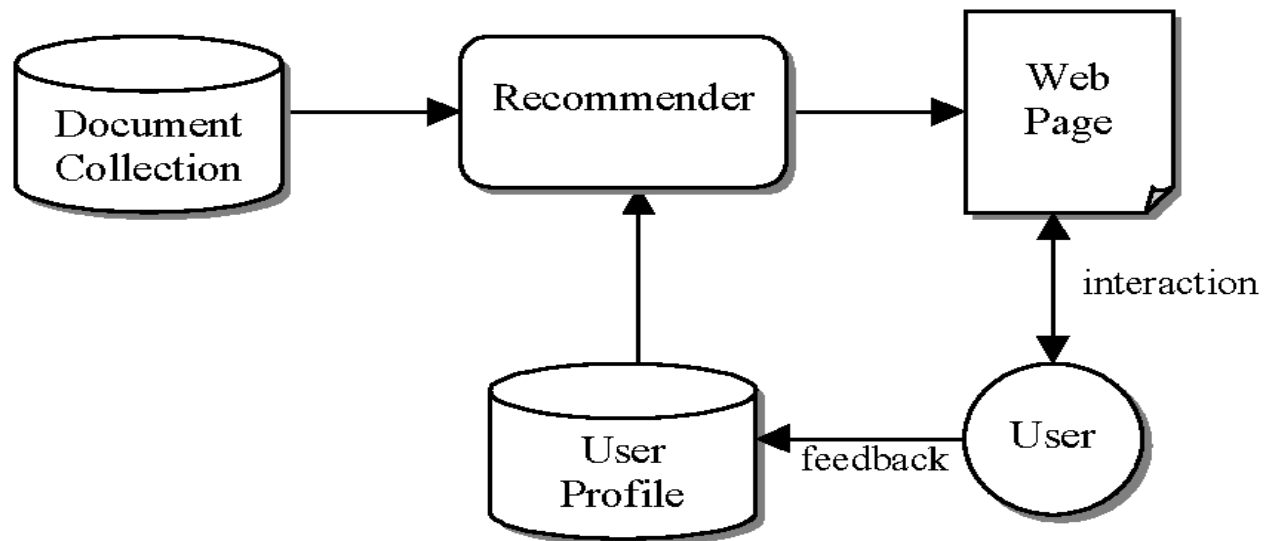 Document
Collection
Recommender
Web
Page
interaction
User
Profile
feedback
User